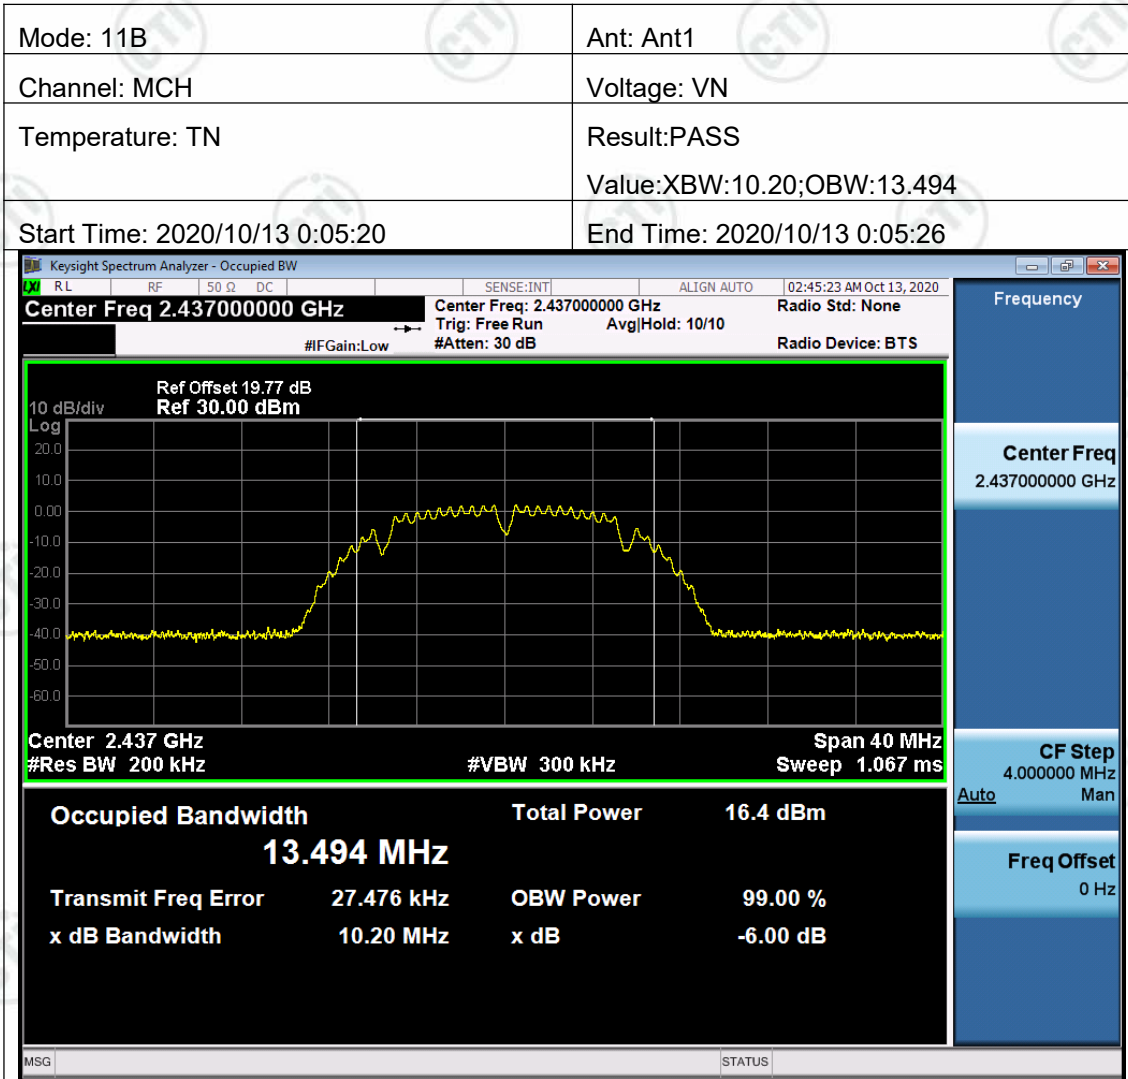 Mode: 11B
Ant: Ant1
Channel: MCH
Voltage: VN
Temperature: TN
Result:PASS
Value:XBW:10.20;OBW:13.494
Start Time: 2020/10/13 0:05:20
End Time: 2020/10/13 0:05:26
Keysight Spectrum Analyzer - Occupied BW
LXI RL RF 50 Ω DC SENSE:INT ALIGN AUTO 02:45:23 AM Oct 13, 2020
Center Freq 2.437000000 GHz
Center Freq: 2.437000000 GHz
Radio Std: None
Trig: Free Run Avg|Hold: 10/10
#IFGain:Low
#Atten: 30 dB
Radio Device: BTS
Frequency
Ref Offset 19.77 dB
10 dB/div Ref 30.00 dBm
Log
20.0
10.0
0.00
-10.0
-20.0
-30.0
-40.0
-50.0
-60.0
Center 2.437 GHz
Span 40 MHz
#Res BW 200 kHz
#VBW 300 kHz
Sweep 1.067 ms
Occupied Bandwidth
13.494 MHz
Total Power 16.4 dBm
Transmit Freq Error 27.476 kHz
OBW Power 99.00 %
x dB Bandwidth 10.20 MHz
x dB -6.00 dB
Center Freq
2.437000000 GHz
CF Step
4.000000 MHz
Auto Man
Freq Offset
0 Hz
MSG
STATUS
CTI